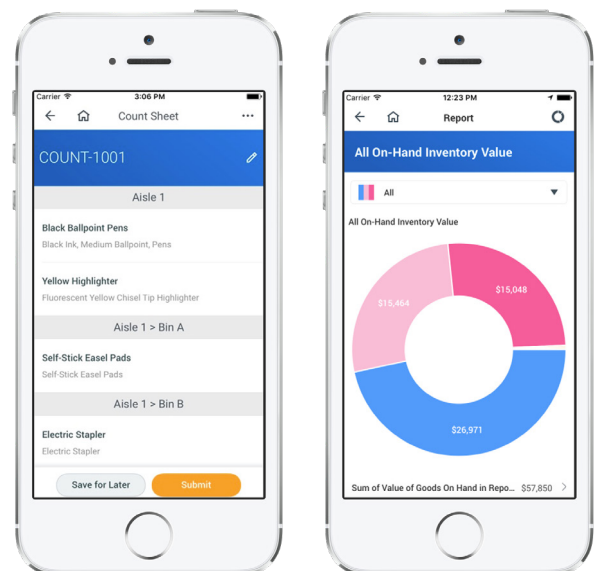 Carrier 3:06 PM
Count Sheet
COUNT-1001
Aisle 1
Black Ballpoint Pens
Black Ink, Medium Ballpoint, Pens
Yellow Highlighter
Fluorescent Yellow Chisel Tip Highlighter
Aisle 1 > Bin A
Self-Stick Easel Pads
Self-Stick Easel Pads
Aisle 1 > Bin B
Electric Stapler
Electric Stapler
Save for Later Submit
Carrier 12:23 PM
Report
All On-Hand Inventory Value
All
All On-Hand Inventory Value
$15,048
$15,464
$26,971
Sum of Value of Goods On Hand in Repo... $57,850 >